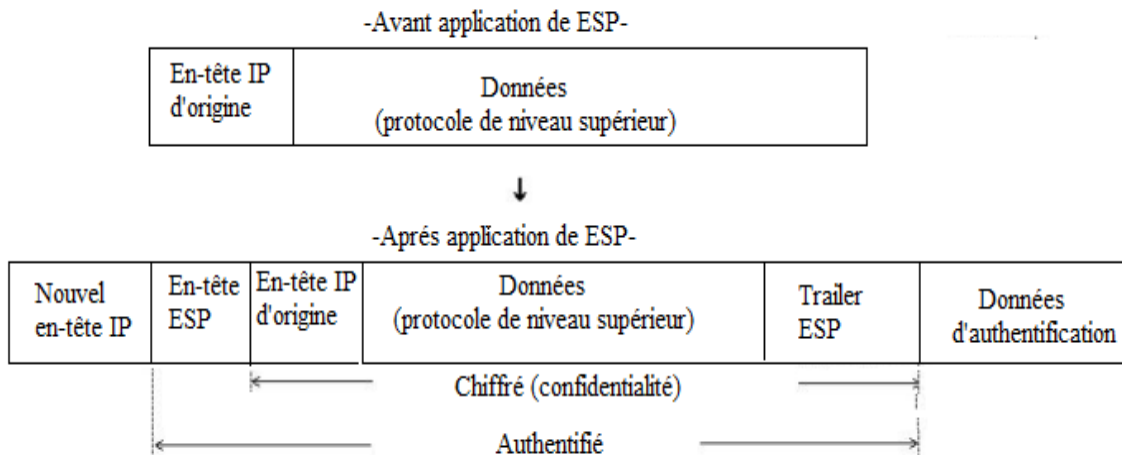 -Avant application de ESP-
En-tête IP
d'origine
Données
(protocole de niveau supérieur)
-Aprés application de ESP-
Nouvel
en-tête IP
En-tête
ESP
En-tête IP
d'origine
Données
(protocole de niveau supérieur)
Trailer
ESP
Données
d'authentification
Chiffré (confidentialité)
Authentifié